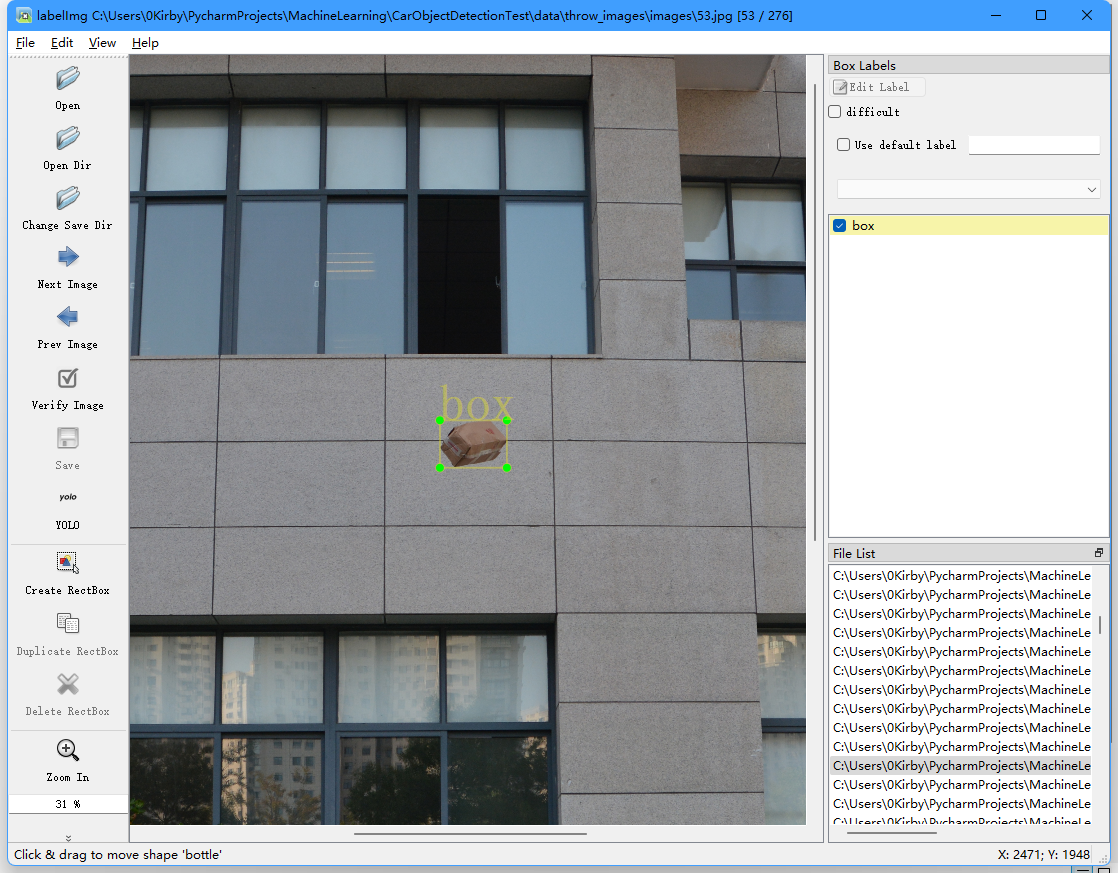 labelImg C:\Users\0Kirby\PycharmProjects\MachineLearning\CarObjectDetectionTest\data\throw_images\images\53.jpg [53 / 276]
File Edit View Help
Open
Open Dir
Change Save Dir
Next Image
Prev Image
Verify Image
Save
yolo
YOLO
Create RectBox
Duplicate RectBox
Delete RectBox
Zoom In
31 %
box
Box Labels
Edit Label
difficult
Use default label
box
File List
C:\Users\0Kirby\PycharmProjects\MachineLe
C:\Users\0Kirby\PycharmProjects\MachineLe
C:\Users\0Kirby\PycharmProjects\MachineLe
C:\Users\0Kirby\PycharmProjects\MachineLe
C:\Users\0Kirby\PycharmProjects\MachineLe
C:\Users\0Kirby\PycharmProjects\MachineLe
C:\Users\0Kirby\PycharmProjects\MachineLe
C:\Users\0Kirby\PycharmProjects\MachineLe
C:\Users\0Kirby\PycharmProjects\MachineLe
C:\Users\0Kirby\PycharmProjects\MachineLe
C:\Users\0Kirby\PycharmProjects\MachineLe
C:\Users\0Kirby\PycharmProjects\MachineLe
C:\Users\0Kirby\PycharmProjects\MachineLe
C:\Users\0Kirby\PycharmProjects\MachineLe
Click & drag to move shape 'bottle'
X: 2471; Y: 1948